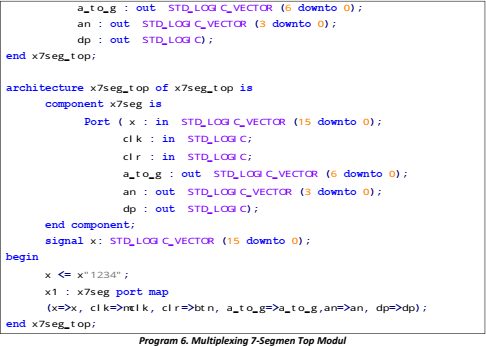 a_to_g : out STD_LOGIC_VECTOR (6 downto 0);
an : out STD_LOGIC_VECTOR (3 downto 0);
dp : out STD_LOGIC);
end x7seg_top;
architecture x7seg_top of x7seg_top is
component x7seg is
Port ( x : in STD_LOGIC_VECTOR (15 downto 0);
clk : in STD_LOGIC;
clr : in STD_LOGIC;
a_to_g : out STD_LOGIC_VECTOR (6 downto 0);
an : out STD_LOGIC_VECTOR (3 downto 0);
dp : out STD_LOGIC);
end component;
signal x: STD_LOGIC_VECTOR (15 downto 0);
begin
x <= x"1234";
x1 : x7seg port map
(x=>x, clk=>mclk, clr=>btn, a_to_g=>a_to_g,an=>an, dp=>dp);
end x7seg_top;
Program 6. Multiplexing 7-Segmen Top Modul